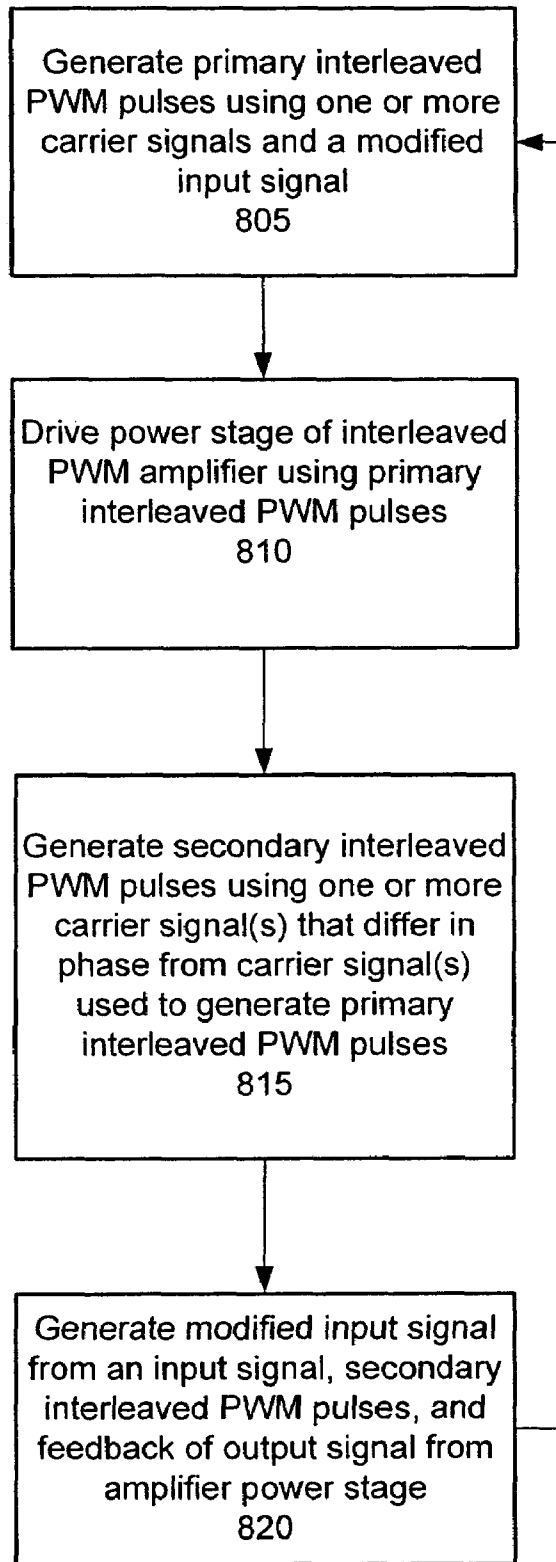 Generate primary interleaved
PWM pulses using one or more
carrier signals and a modified
input signal
805
Drive power stage of interleaved
PWM amplifier using primary
interleaved PWM pulses
810
Generate secondary interleaved
PWM pulses using one or more
carrier signal(s) that differ in
phase from carrier signal(s)
used to generate primary
interleaved PWM pulses
815
Generate modified input signal
from an input signal, secondary
interleaved PWM pulses, and
feedback of output signal from
amplifier power stage
820